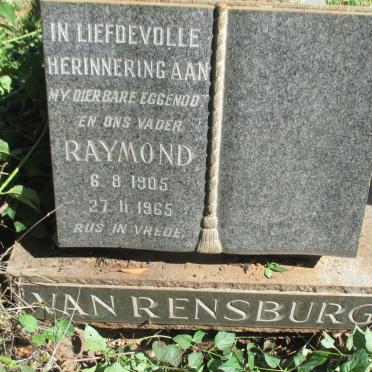 IN LIEFDEVOLLE
HERINNERING AAN
MY DIERBARE EGGENOOT
EN ONS VADER
RAYMOND
6.8.1905
27.11.1965
RUS IN VREDE.
VAN RENSBURG